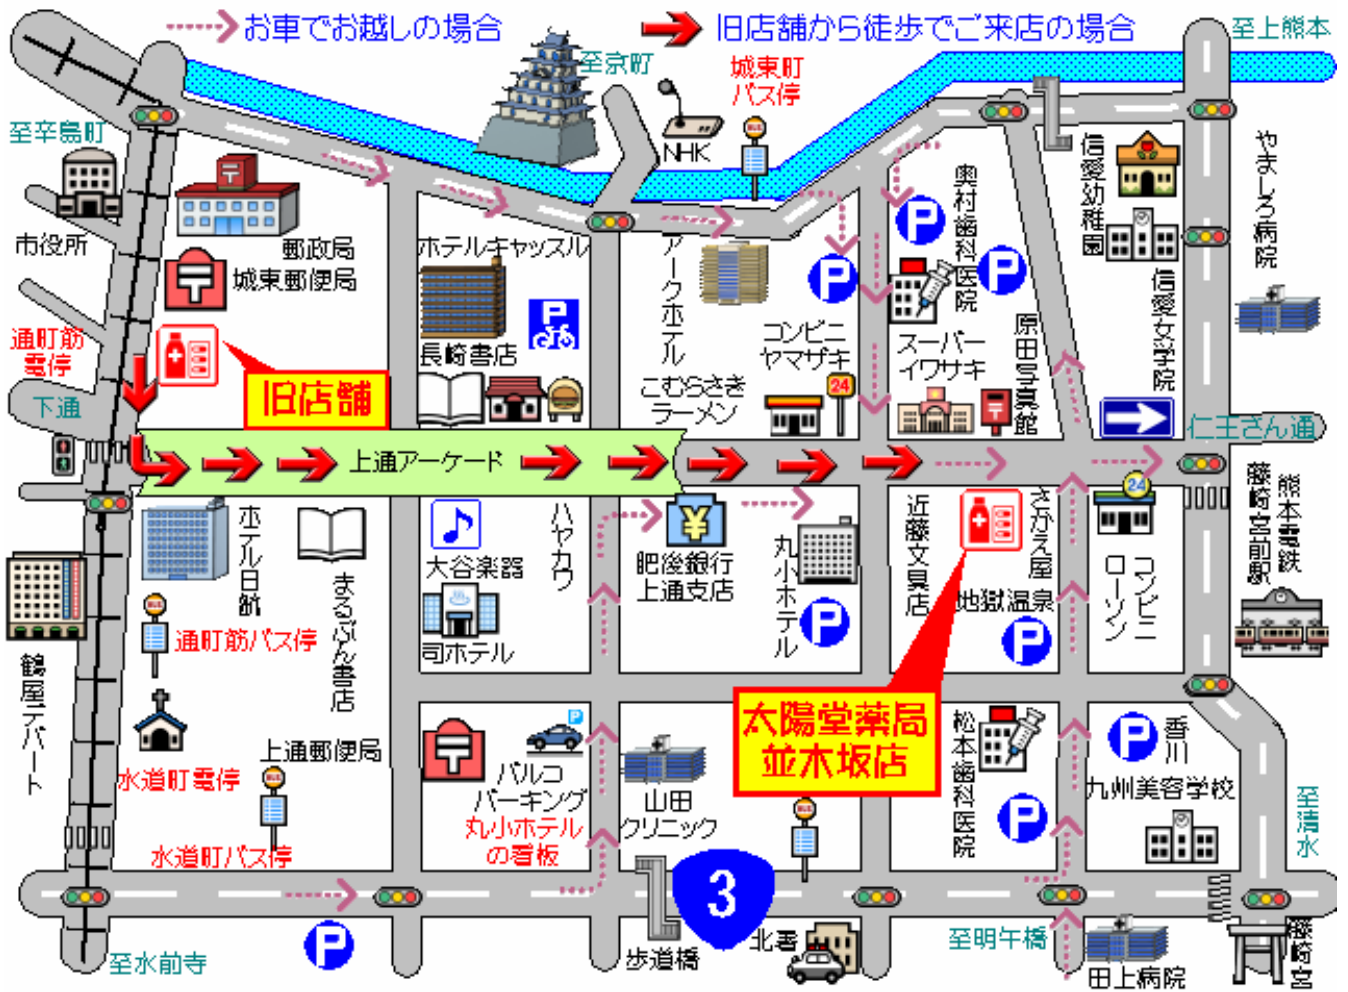 お車でお越しの場合
旧店舗から徒歩でご来店の場合
至上熊本
至京町
城東町
バス停
至辛島町
NHK
やましろ病院
信愛幼稚園
奥村歯科医院
市役所
郵政局
城東郵便局
ホテルキャッスル
アークホテル
信愛女学院
P
P
P
P
通町筋
電停
長崎書店
コンビニ
ヤマザキ
スーパー
イワサキ
原田写真館
旧店舗
こむらさき
ラーメン
24
下通
仁王さん通
上通アーケード
熊本電鉄
藤崎宮前駅
ホテル日航
まるぶん書店
大谷楽器
ハヤカワ
¥
肥後銀行
上通支店
丸小ホテル
近藤文具店
さかえ屋
24
コンビニ
ローソン
地獄温泉
P
P
BUS
通町筋バス停
司ホテル
鶴屋デパート
太陽堂薬局
並木坂店
松本歯科医院
P
香川
上通郵便局
水道町電停
P
パルコ
パーキング
丸小ホテル
の看板
山田
クリニック
九州美容学校
P
至清水
水道町バス停
3
P
至水前寺
歩道橋
北署
至明午橋
田上病院
藤崎宮